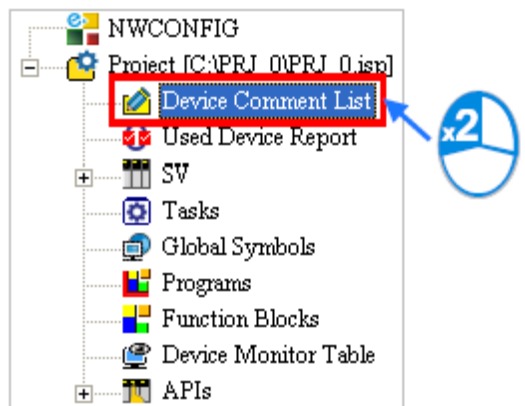 NWCONFIG
Project [C:\PRJ_0\PRJ_0.isp]
Device Comment List
x2
Used Device Report
SV
Tasks
Global Symbols
Programs
Function Blocks
Device Monitor Table
APIs